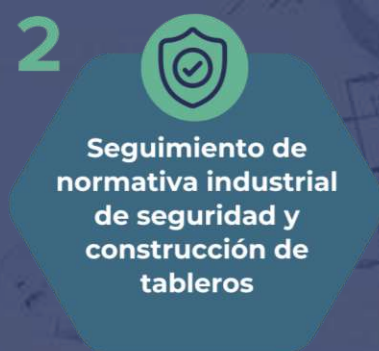 2
Seguimiento de
normativa industrial
de seguridad y
construcción de
tableros